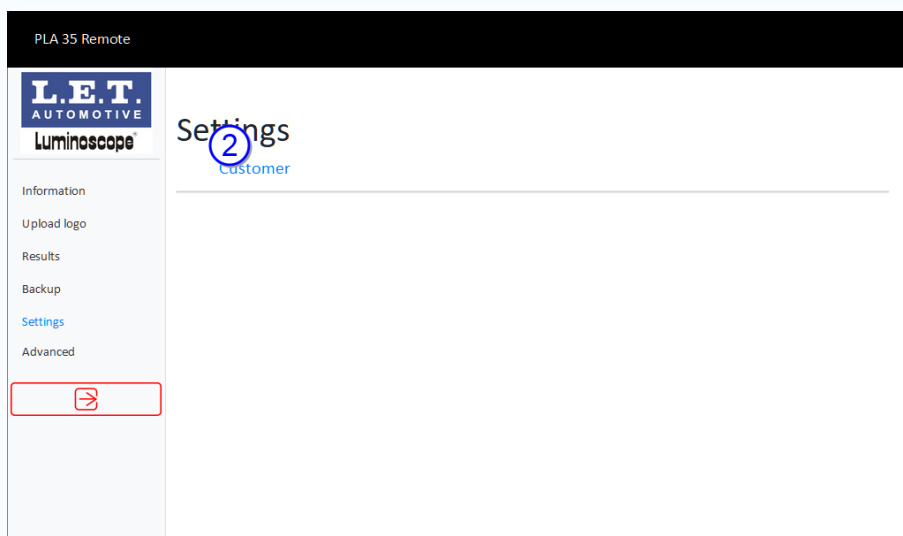 PLA 35 Remote
L.E.T.
AUTOMOTIVE
Luminoscope®
Information
Upload logo
Results
Backup
Settings
Advanced
Settings
2
Customer